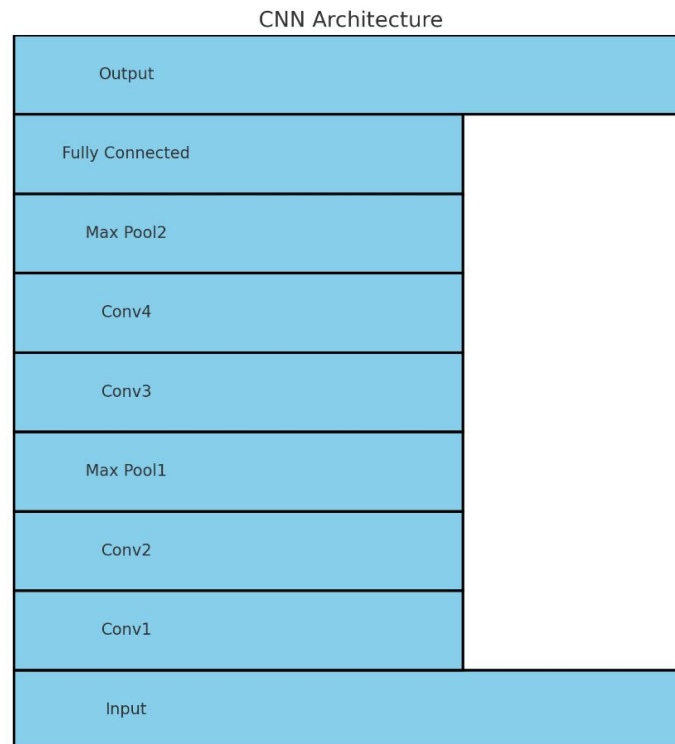 CNN Architecture
Output
Fully Connected
Max Pool2
Conv4
Conv3
Max Pool1
Conv2
Conv1
Input